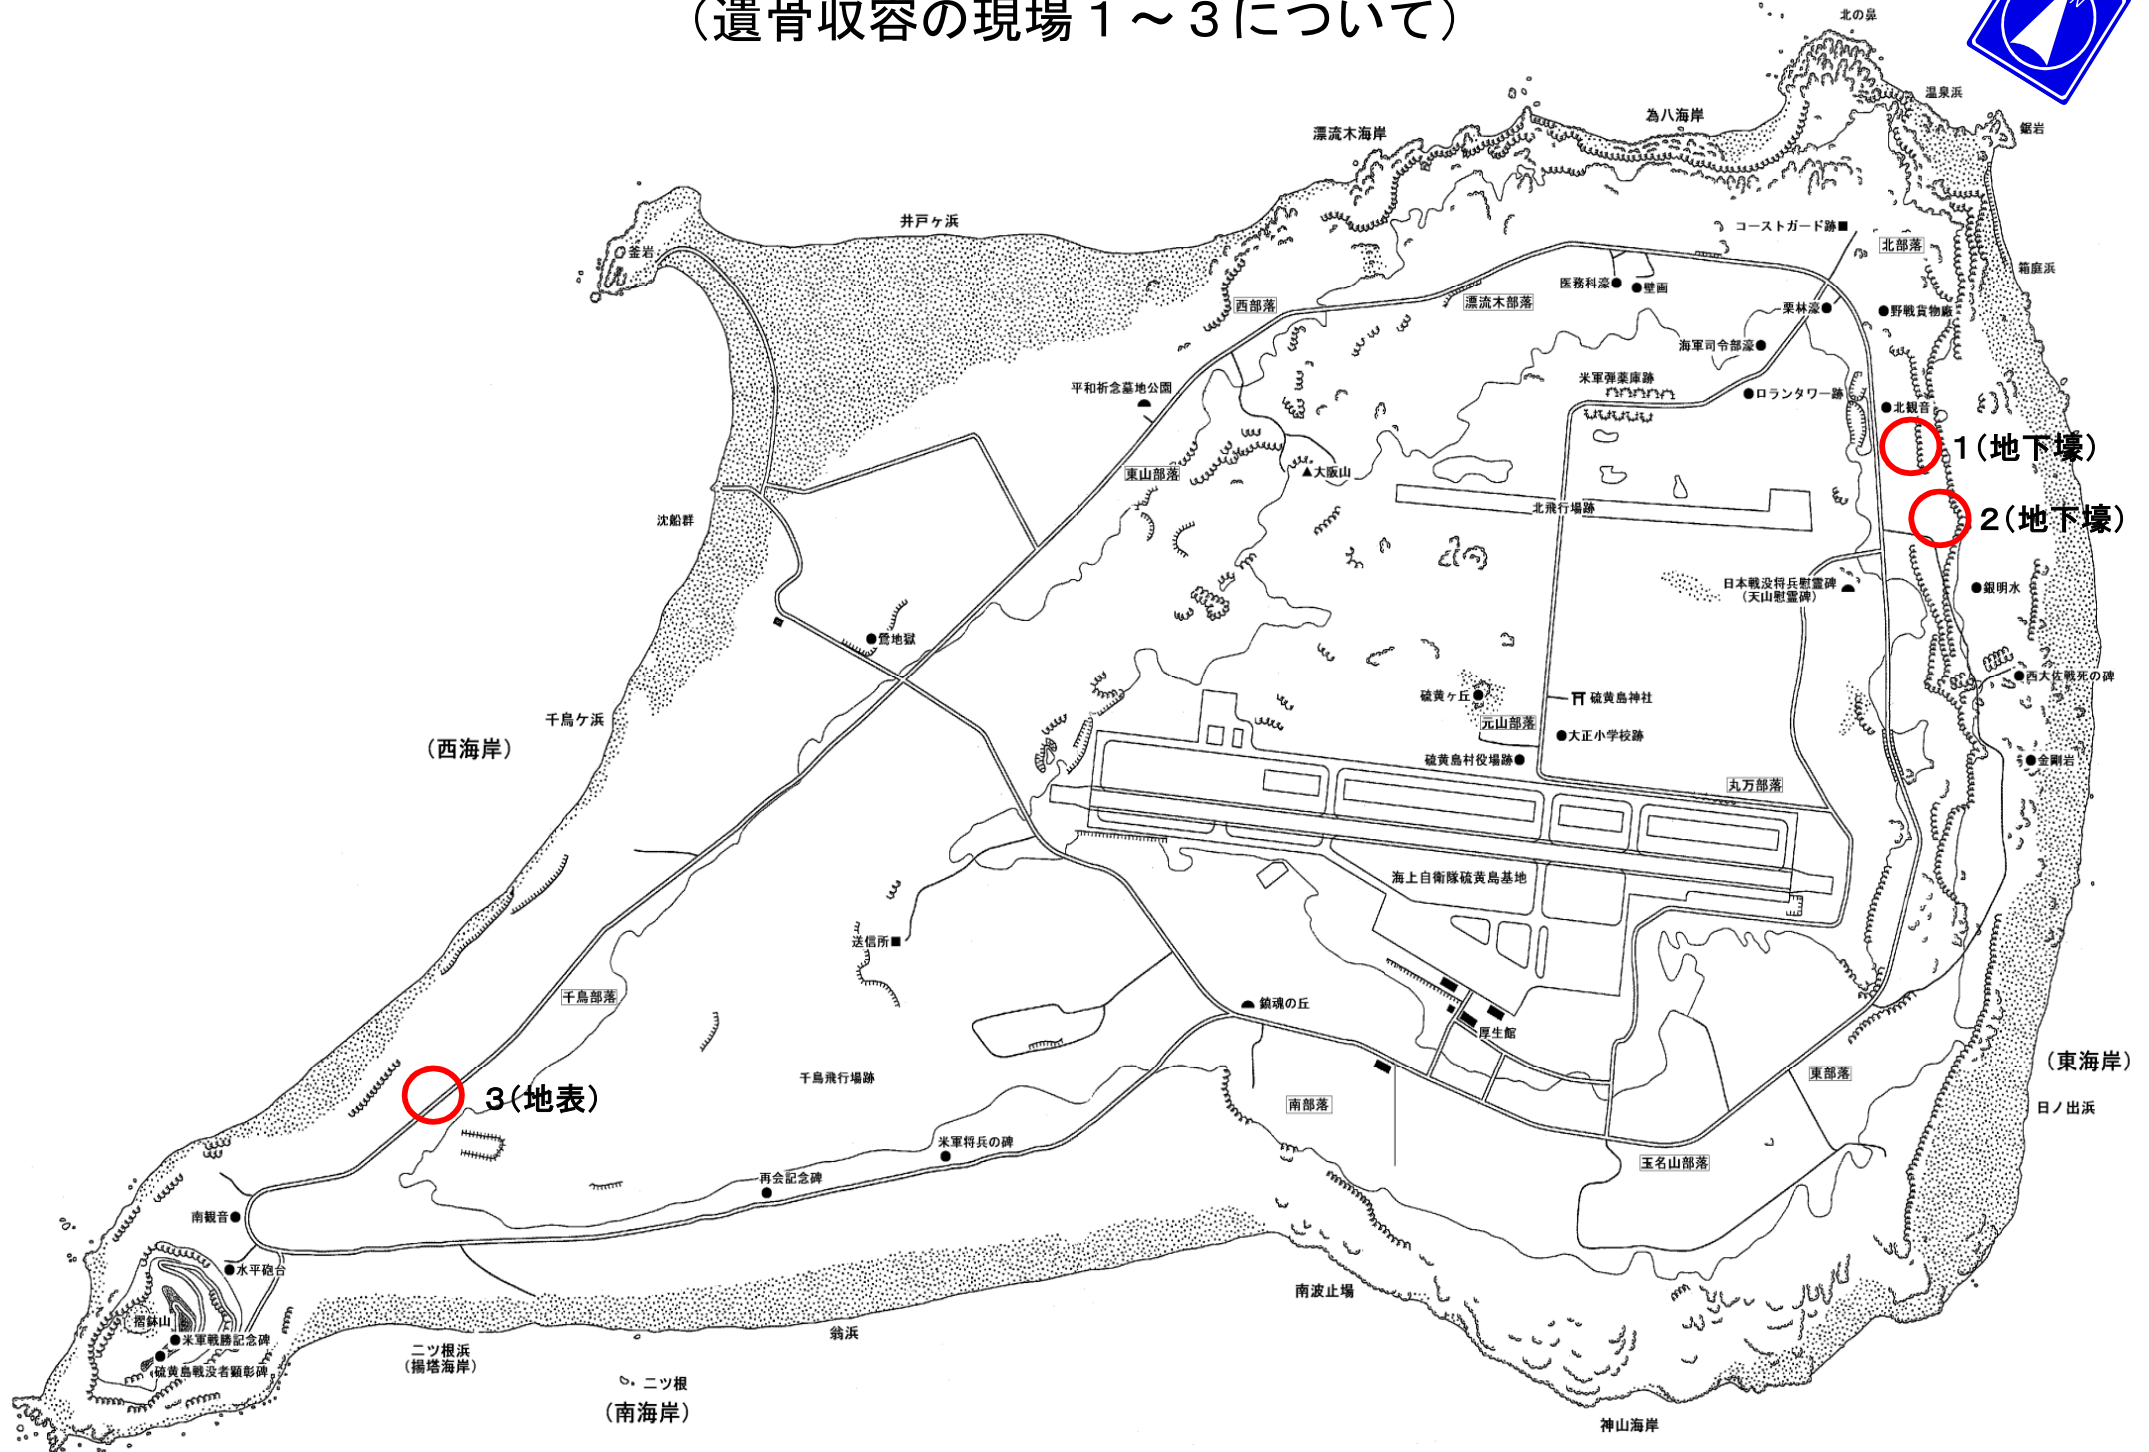 （遺骨収容の現場１～３について）
北の鼻
N
温泉浜
為八海岸
鋸岩
漂流木海岸
井戸ヶ浜
コーストガード跡
北部落
釜岩
箱庭浜
医務科濠
壁画
西部落
漂流木部落
栗林濠
野戦貨物廠
海軍司令部濠
米軍弾薬庫跡
平和祈念墓地公園
ロランタワー跡
北観音
１（地下壕）
東山部落
大阪山
北飛行場跡
沈船群
２（地下壕）
日本戦没将兵慰霊碑
（天山慰霊碑）
銀明水
鶯地獄
西大佐戦死の碑
硫黄ヶ丘
硫黄島神社
千鳥ケ浜
元山部落
大正小学校跡
（西海岸）
硫黄島村役場跡
金剛岩
丸万部落
海上自衛隊硫黄島基地
送信所
千鳥部落
鎮魂の丘
厚生館
（東海岸）
千鳥飛行場跡
東部落
３（地表）
南部落
日ノ出浜
米軍将兵の碑
玉名山部落
再会記念碑
南観音
水平砲台
南波止場
摺鉢山
米軍戦勝記念碑
翁浜
硫黄島戦没者顕彰碑
二ツ根浜
（揚塔海岸）
二ツ根
（南海岸）
神山海岸